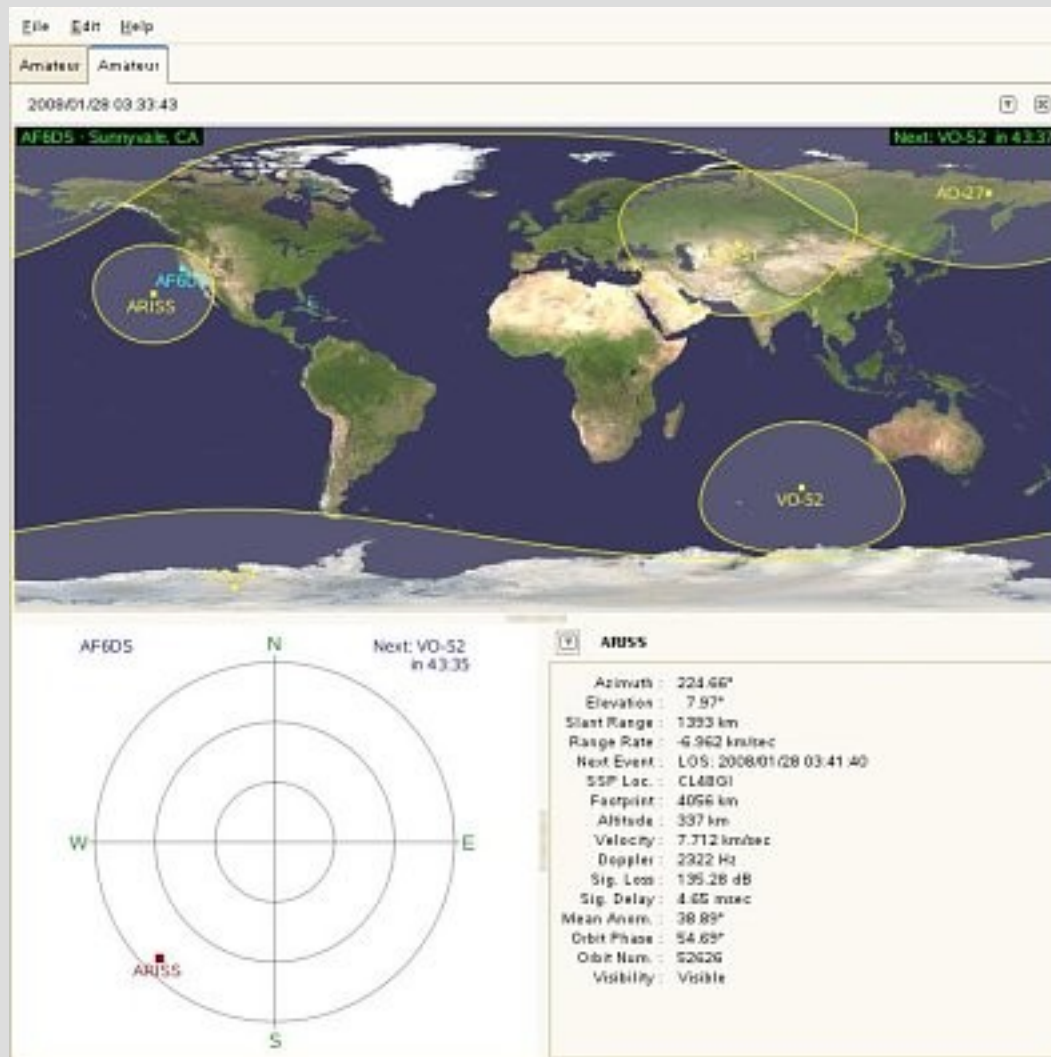 File Edit Help
Amateur Amateur
2008/01/28 03:33:43
AF6DS - Sunnyvale, CA
Next: VO-52 in 43:37
AO-27
ARISS
VO-52
AF6DS
Next: VO-52
in 43:35
N
W
E
S
ARISS
ARISS
Azimuth : 224.66°
Elevation : 7.97°
Slant Range : 1393 km
Range Rate : -6.962 km/sec
Next Event : LOS: 2008/01/28 03:41:40
SSP Loc. : CL48GI
Footprint : 4056 km
Altitude : 337 km
Velocity : 7.712 km/sec
Doppler : 2322 Hz
Sig. Loss : 135.28 dB
Sig. Delay : 4.65 msec
Mean Anom. : 38.89°
Orbit Phase : 54.69°
Orbit Num. : 52626
Visibility : Visible